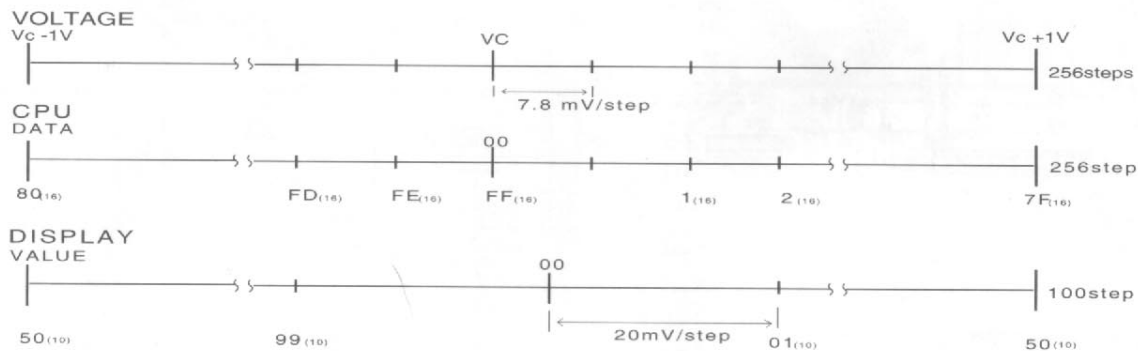 VOLTAGE
Vc -1V VC Vc +1V
256steps
7.8 mV/step
CPU
DATA
00
256step
80(16) FD(16) FE(16) FF(16) 1(16) 2(16) 7F(16)
DISPLAY
VALUE
00
100step
20mV/step
50(10) 99(10) 01(10) 50(10)